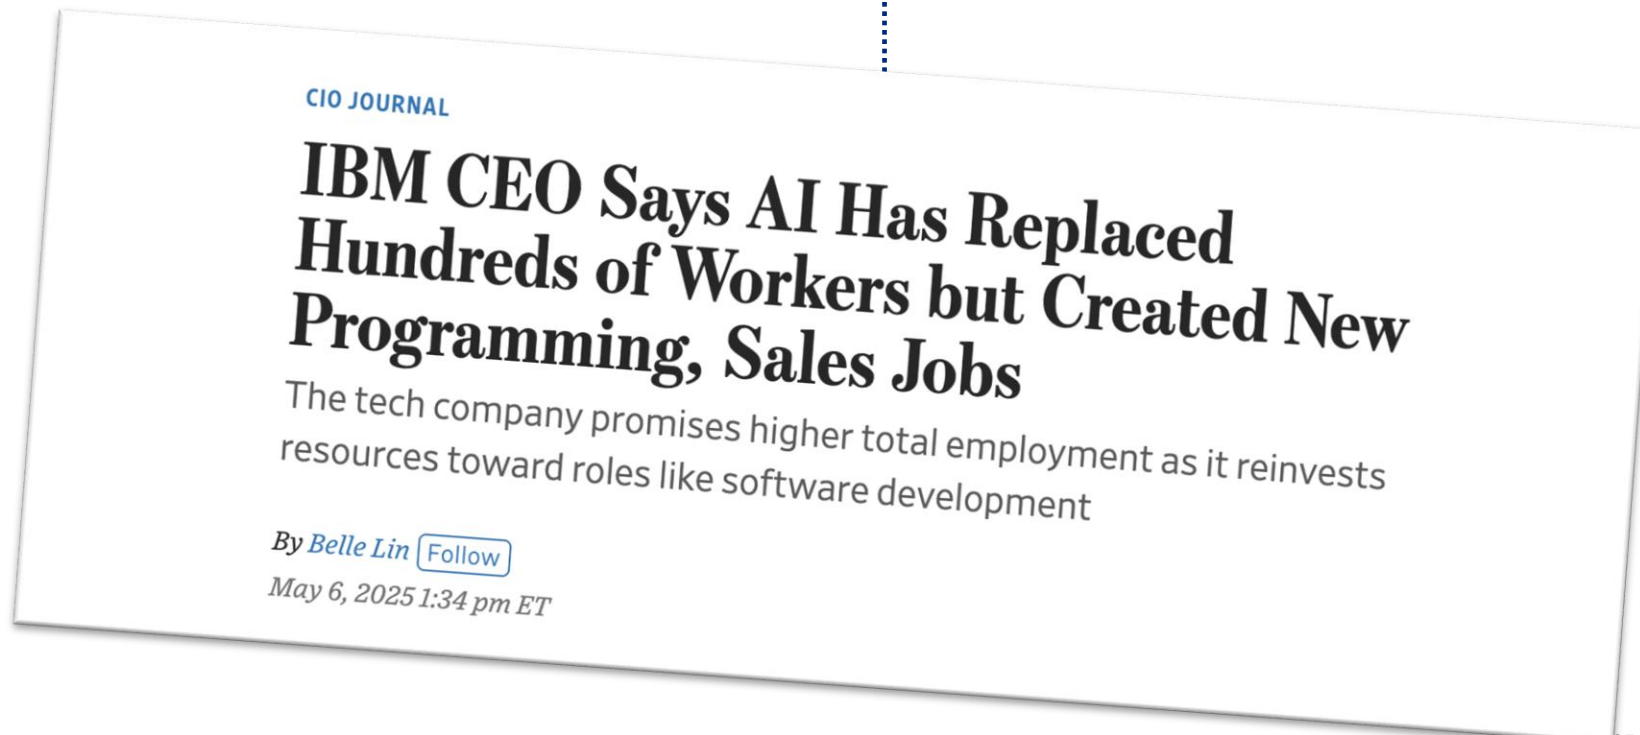 CIO JOURNAL
IBM CEO Says AI Has Replaced
Hundreds of Workers but Created New
Programming, Sales Jobs
The tech company promises higher total employment as it reinvests
resources toward roles like software development
By Belle Lin Follow
May 6, 2025 1:34 pm ET